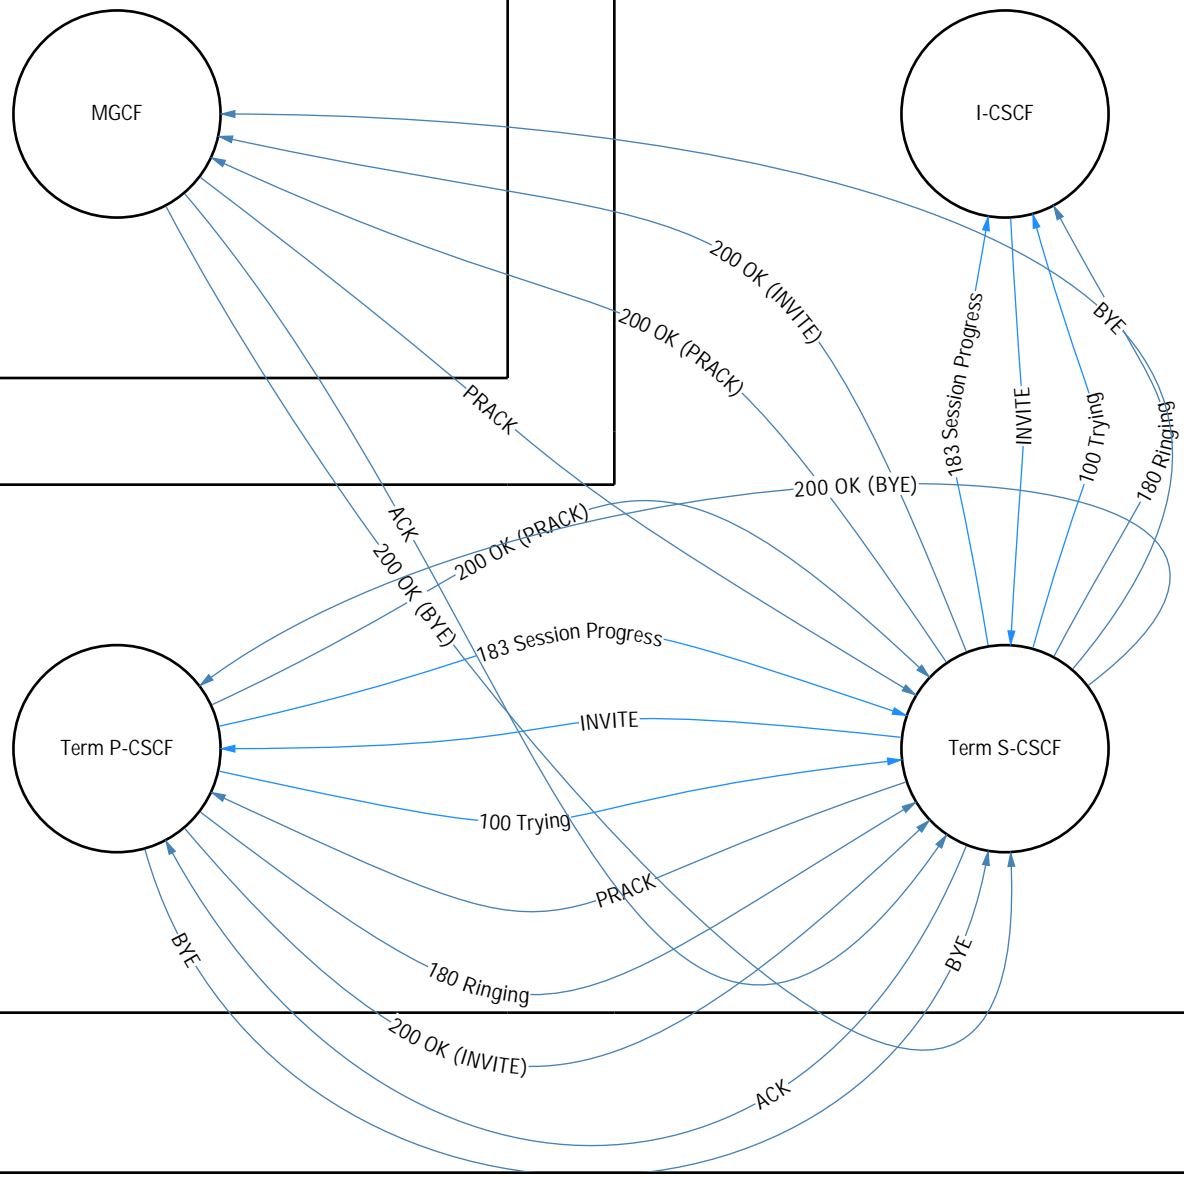 MGCF
I-CSCF
200 OK (INVITE)
BYE
200 OK (PRACK)
183 Session Progress
INVITE
100 Trying
180 Ringing
PRACK
200 OK (BYE)
ACK
200 OK (PRACK)
200 OK (BYE)
183 Session Progress
INVITE
Term P-CSCF
Term S-CSCF
100 Trying
PRACK
BYE
180 Ringing
BYE
200 OK (INVITE)
ACK